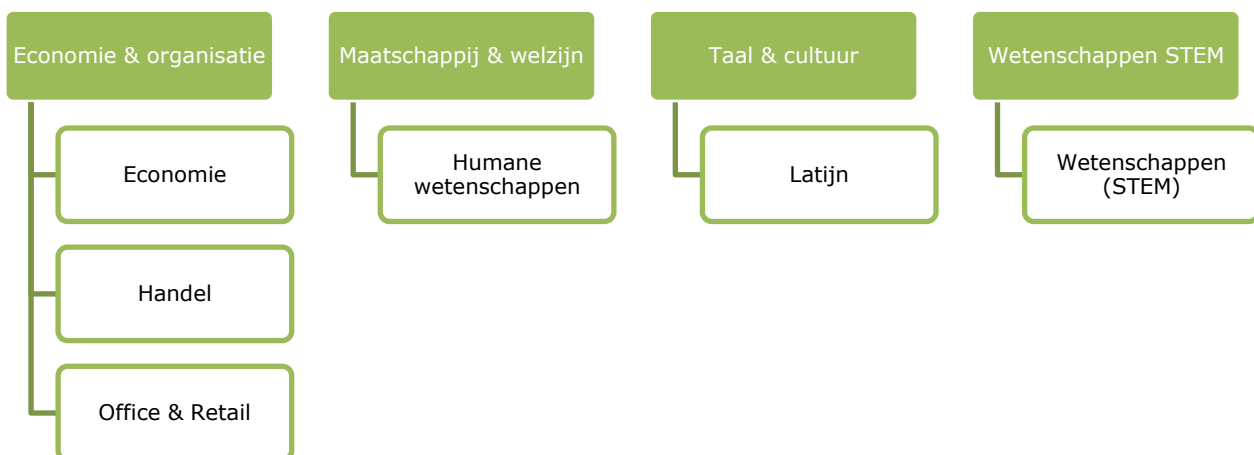 Economie & organisatie
Economie
Handel
Office & Retail
Maatschappij & welzijn
Humane
wetenschappen
Taal & cultuur
Latijn
Wetenschappen STEM
Wetenschappen
(STEM)